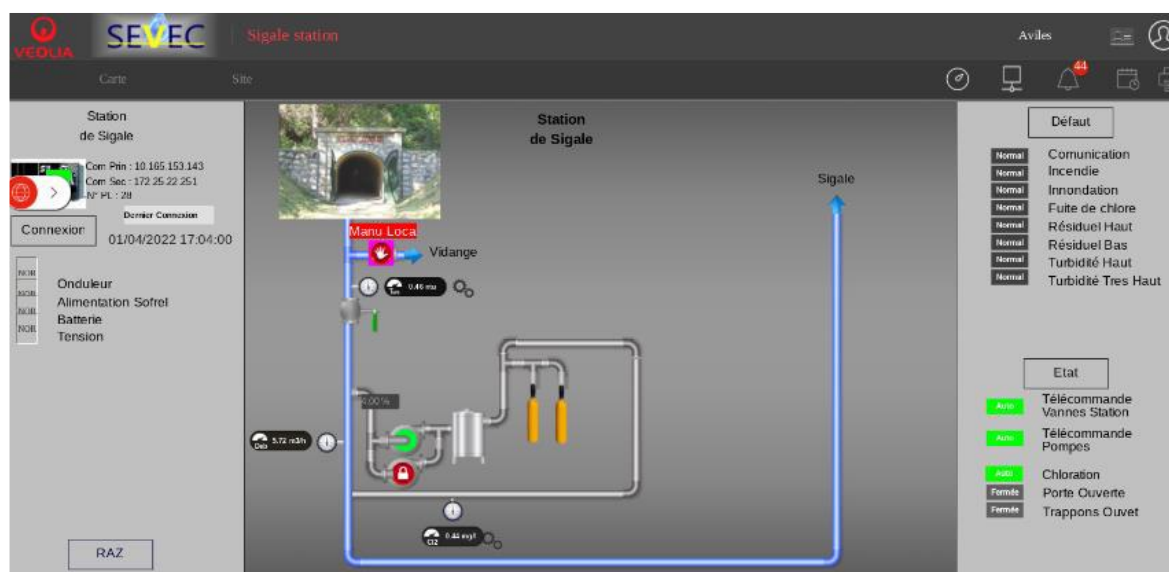 VEOLIA
SEVEC
Sigale station
Aviles
Carte
Site
44
Station
de Sigale
Com Prin : 10.165.153.143
Com Sec : 172.25.22.251
N° PL : 28
Dernier Connexion
Connexion
01/04/2022 17:04:00
NOR
Onduleur
NOR
Alimentation Sofrel
NOR
Batterie
NOR
Tension
RAZ
Station
de Sigale
Sigale
Manu Loca
Vidange
0.46 ntu
4.00 %
Deb
5.72 m3/h
Cl2
0.44 mg/l
Défaut
Normal Comunication
Normal Incendie
Normal Innondation
Normal Fuite de chlore
Normal Résiduel Haut
Normal Résiduel Bas
Normal Turbidité Haut
Normal Turbidité Tres Haut
Etat
Auto Télécommande
Vannes Station
Auto Télécommande
Pompes
Auto Chloration
Fermée Porte Ouverte
Fermée Trappons Ouvet